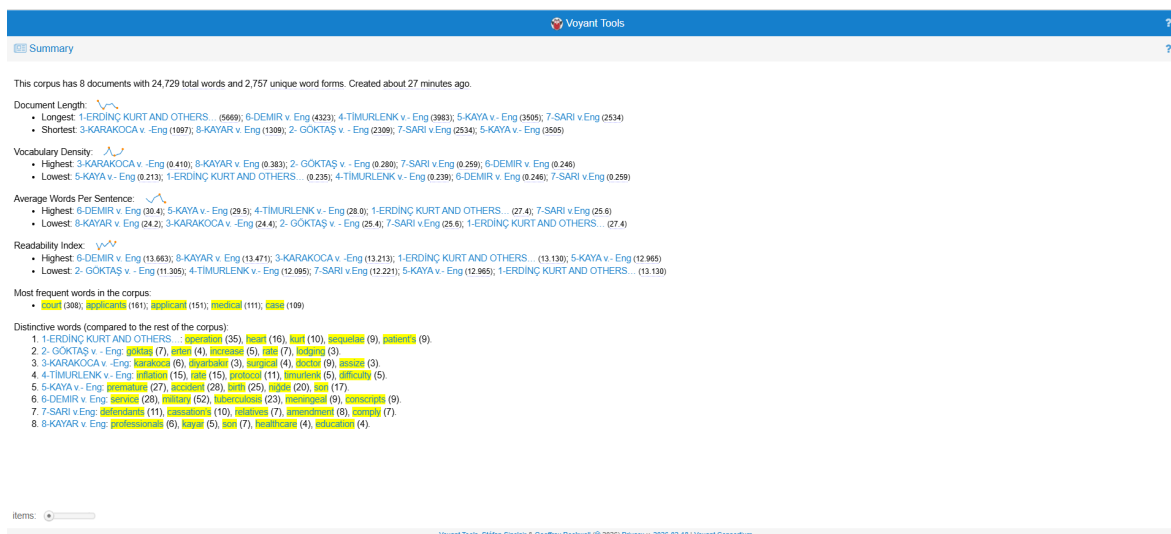 Voyant Tools
?
Summary
?
This corpus has 8 documents with 24,729 total words and 2,757 unique word forms. Created about 27 minutes ago.
Document Length:
• Longest: 1-ERDİNÇ KURT AND OTHERS... (5669); 6-DEMIR v. Eng (4323); 4-TİMURLENK v.- Eng (3983); 5-KAYA v.- Eng (3505); 7-SARI v.Eng (2534)
• Shortest: 3-KARAKOCA v. -Eng (1097); 8-KAYAR v. Eng (1309); 2- GÖKTAŞ v. - Eng (2309); 7-SARI v.Eng (2534); 5-KAYA v.- Eng (3505)
Vocabulary Density:
• Highest: 3-KARAKOCA v. -Eng (0.410); 8-KAYAR v. Eng (0.383); 2- GÖKTAŞ v. - Eng (0.280); 7-SARI v.Eng (0.259); 6-DEMIR v. Eng (0.246)
• Lowest: 5-KAYA v.- Eng (0.213); 1-ERDİNÇ KURT AND OTHERS... (0.235); 4-TİMURLENK v.- Eng (0.239); 6-DEMIR v. Eng (0.246); 7-SARI v.Eng (0.259)
Average Words Per Sentence:
• Highest: 6-DEMIR v. Eng (30.4); 5-KAYA v.- Eng (29.5); 4-TİMURLENK v.- Eng (28.0); 1-ERDİNÇ KURT AND OTHERS... (27.4); 7-SARI v.Eng (25.6)
• Lowest: 8-KAYAR v. Eng (24.2); 3-KARAKOCA v. -Eng (24.4); 2- GÖKTAŞ v. - Eng (25.4); 7-SARI v.Eng (25.6); 1-ERDİNÇ KURT AND OTHERS... (27.4)
Readability Index:
• Highest: 6-DEMIR v. Eng (13.663); 8-KAYAR v. Eng (13.471); 3-KARAKOCA v. -Eng (13.213); 1-ERDİNÇ KURT AND OTHERS... (13.130); 5-KAYA v.- Eng (12.965)
• Lowest: 2- GÖKTAŞ v. - Eng (11.305); 4-TİMURLENK v.- Eng (12.095); 7-SARI v.Eng (12.221); 5-KAYA v.- Eng (12.965); 1-ERDİNÇ KURT AND OTHERS... (13.130)
Most frequent words in the corpus:
• court (308); applicants (161); applicant (151); medical (111); case (109)
Distinctive words (compared to the rest of the corpus):
1. 1-ERDİNÇ KURT AND OTHERS...: operation (35), heart (16), kurt (10), sequelae (9), patient's (9).
2. 2- GÖKTAŞ v. - Eng: göktaş (7), erten (4), increase (5), rate (7), lodging (3).
3. 3-KARAKOCA v. -Eng: karakoca (6), diyarbakır (3), surgical (4), doctor (9), assize (3).
4. 4-TİMURLENK v.- Eng: inflation (15), rate (15), protocol (11), timurlenk (5), difficulty (5).
5. 5-KAYA v.- Eng: premature (27), accident (28), birth (25), niğde (20), son (17).
6. 6-DEMIR v. Eng: service (28), military (52), tuberculosis (23), meningeal (9), conscripts (9).
7. 7-SARI v.Eng: defendants (11), cassation's (10), relatives (7), amendment (8), comply (7).
8. 8-KAYAR v. Eng: professionals (6), kayar (5), son (7), healthcare (4), education (4).
items: